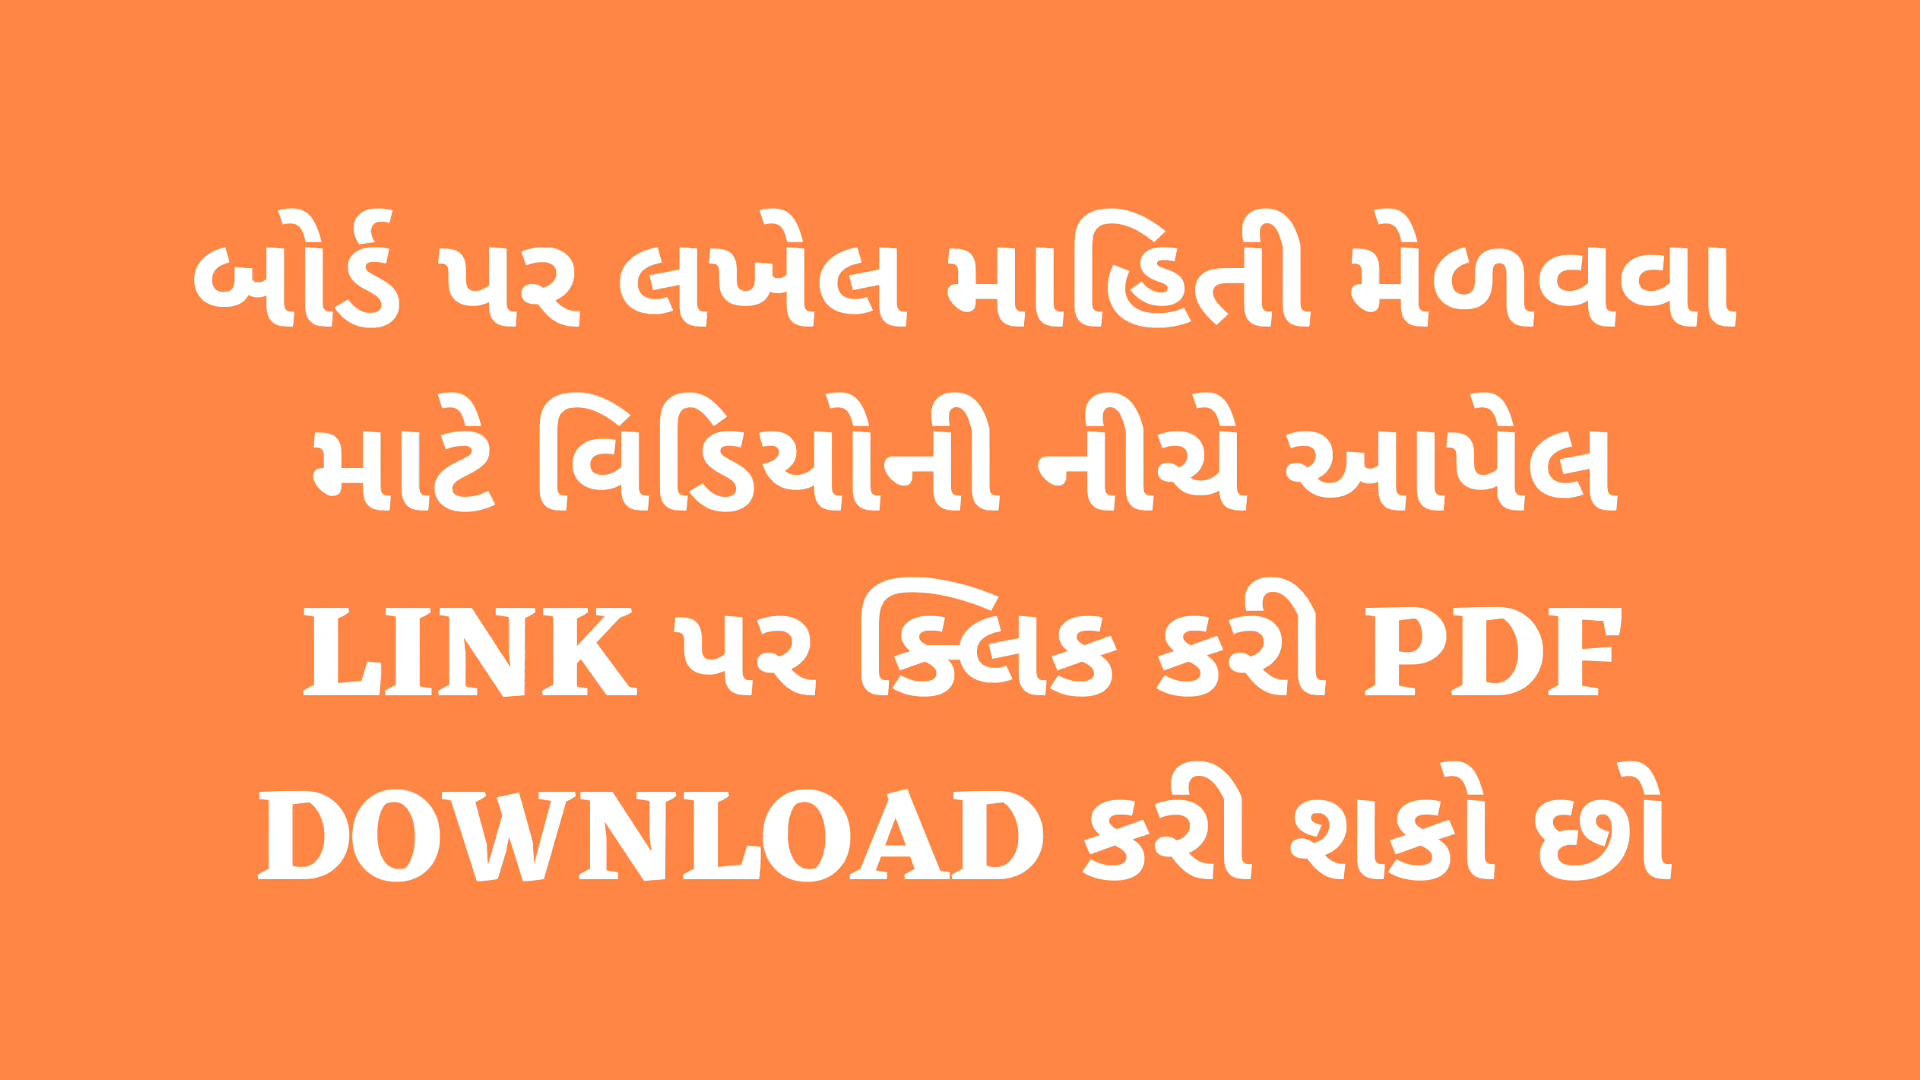 બોર્ડ પર લખેલ માહિતી મેળવવા
માટે વિડિયોની નીચે આપેલ
LINK પર ક્લિક કરી PDF
DOWNLOAD કરી શકો છો